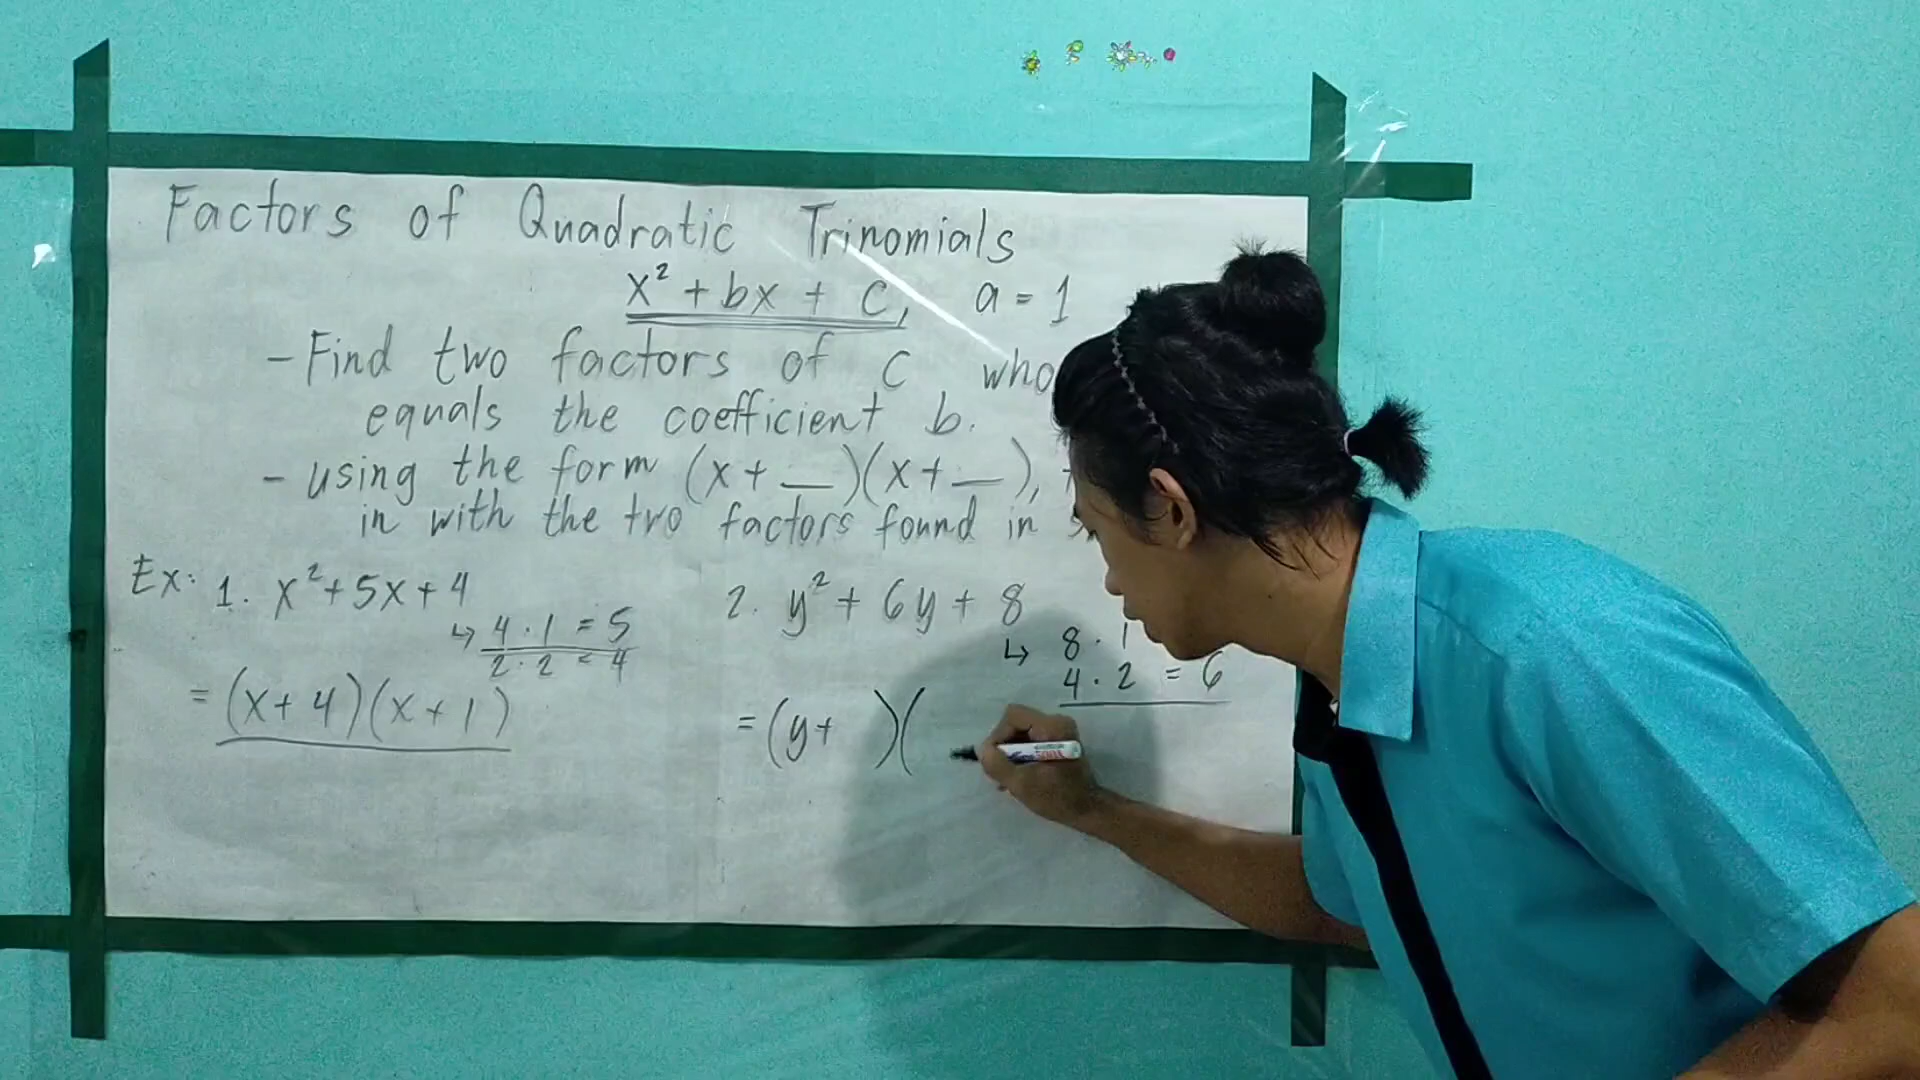 Factors of Quadratic Trinomials
x² + bx + c, a = 1
- Find two factors of c who
equals the coefficient b.
- using the form (x + __)(x + __),
in with the two factors found in
Ex: 1. x² + 5x + 4
↳ 4 · 1 = 5
2 · 2 = 4
= (x + 4)(x + 1)
2. y² + 6y + 8
↳ 8 · 1
4 · 2 = 6
= (y + )(